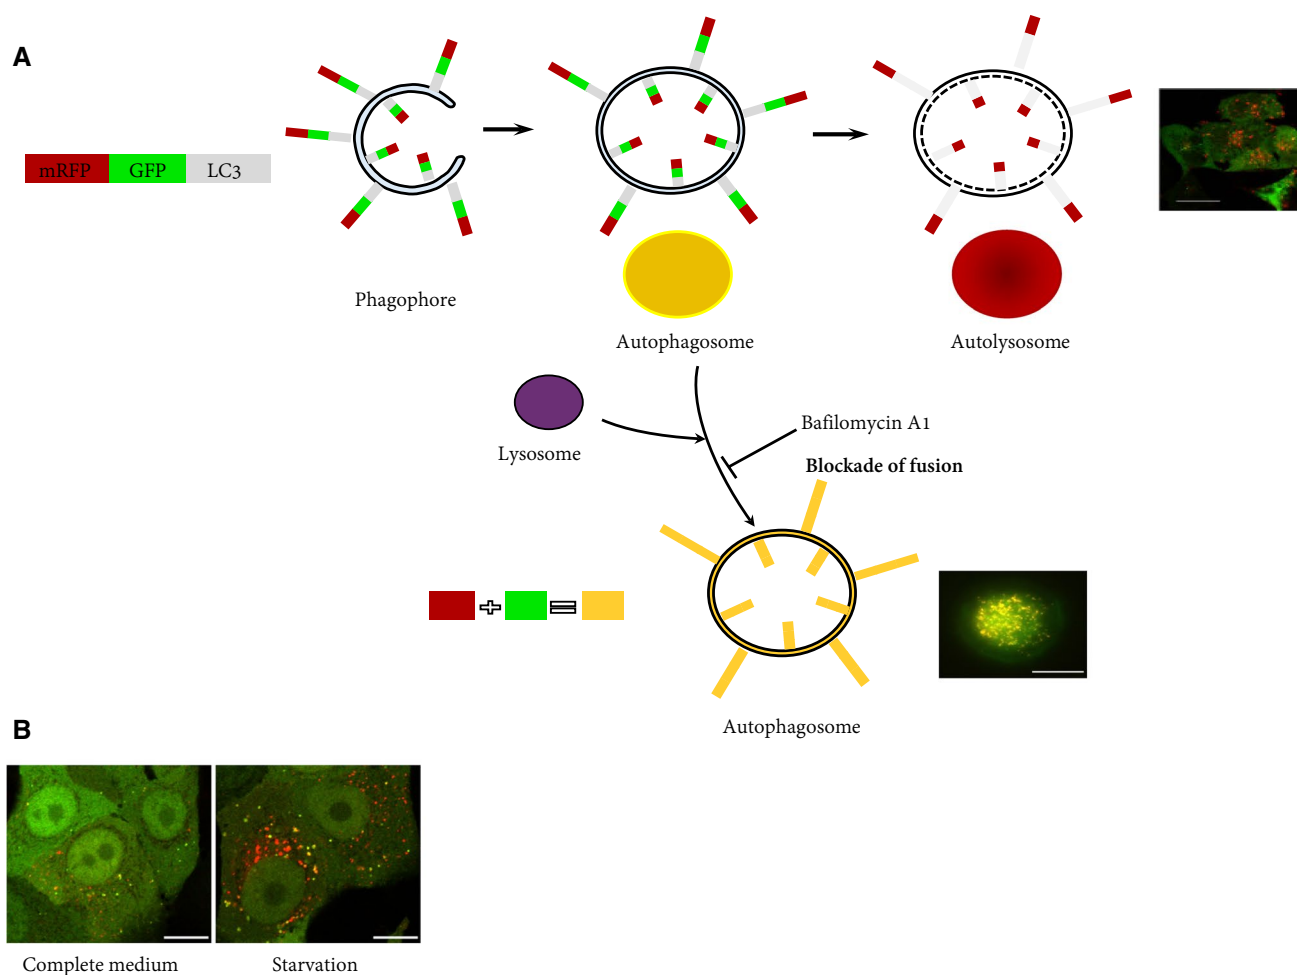 A
mRFP GFP LC3
Phagophore
Autophagosome
Autolysosome
Lysosome
Bafilomycin A1
Blockade of fusion
Autophagosome
B
Complete medium
Starvation